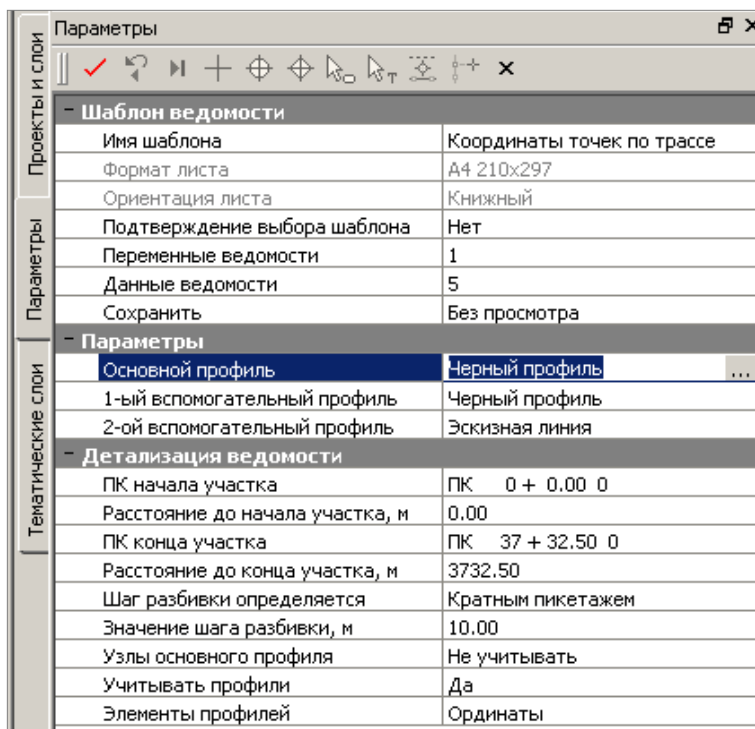 Параметры
Проекты и слои
Параметры
Тематические слои
Шаблон ведомости
Имя шаблона Координаты точек по трассе
Формат листа А4 210x297
Ориентация листа Книжный
Подтверждение выбора шаблона Нет
Переменные ведомости 1
Данные ведомости 5
Сохранить Без просмотра
Параметры
Основной профиль Черный профиль ...
1-ый вспомогательный профиль Черный профиль
2-ой вспомогательный профиль Эскизная линия
Детализация ведомости
ПК начала участка ПК 0 + 0.00 0
Расстояние до начала участка, м 0.00
ПК конца участка ПК 37 + 32.50 0
Расстояние до конца участка, м 3732.50
Шаг разбивки определяется Кратным пикетажем
Значение шага разбивки, м 10.00
Узлы основного профиля Не учитывать
Учитывать профили Да
Элементы профилей Ординаты